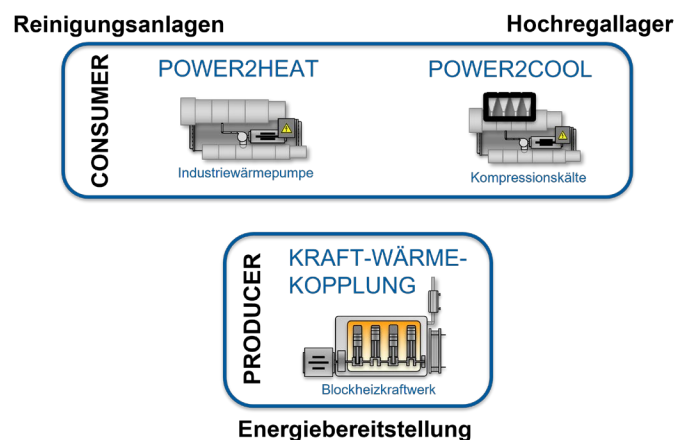 Reinigungsanlagen
Hochregallager
CONSUMER
POWER2HEAT
POWER2COOL
Industriewärmepumpe
Kompressionskälte
PRODUCER
KRAFT-WÄRME-
KOPPLUNG
Blockheizkraftwerk
Energiebereitstellung